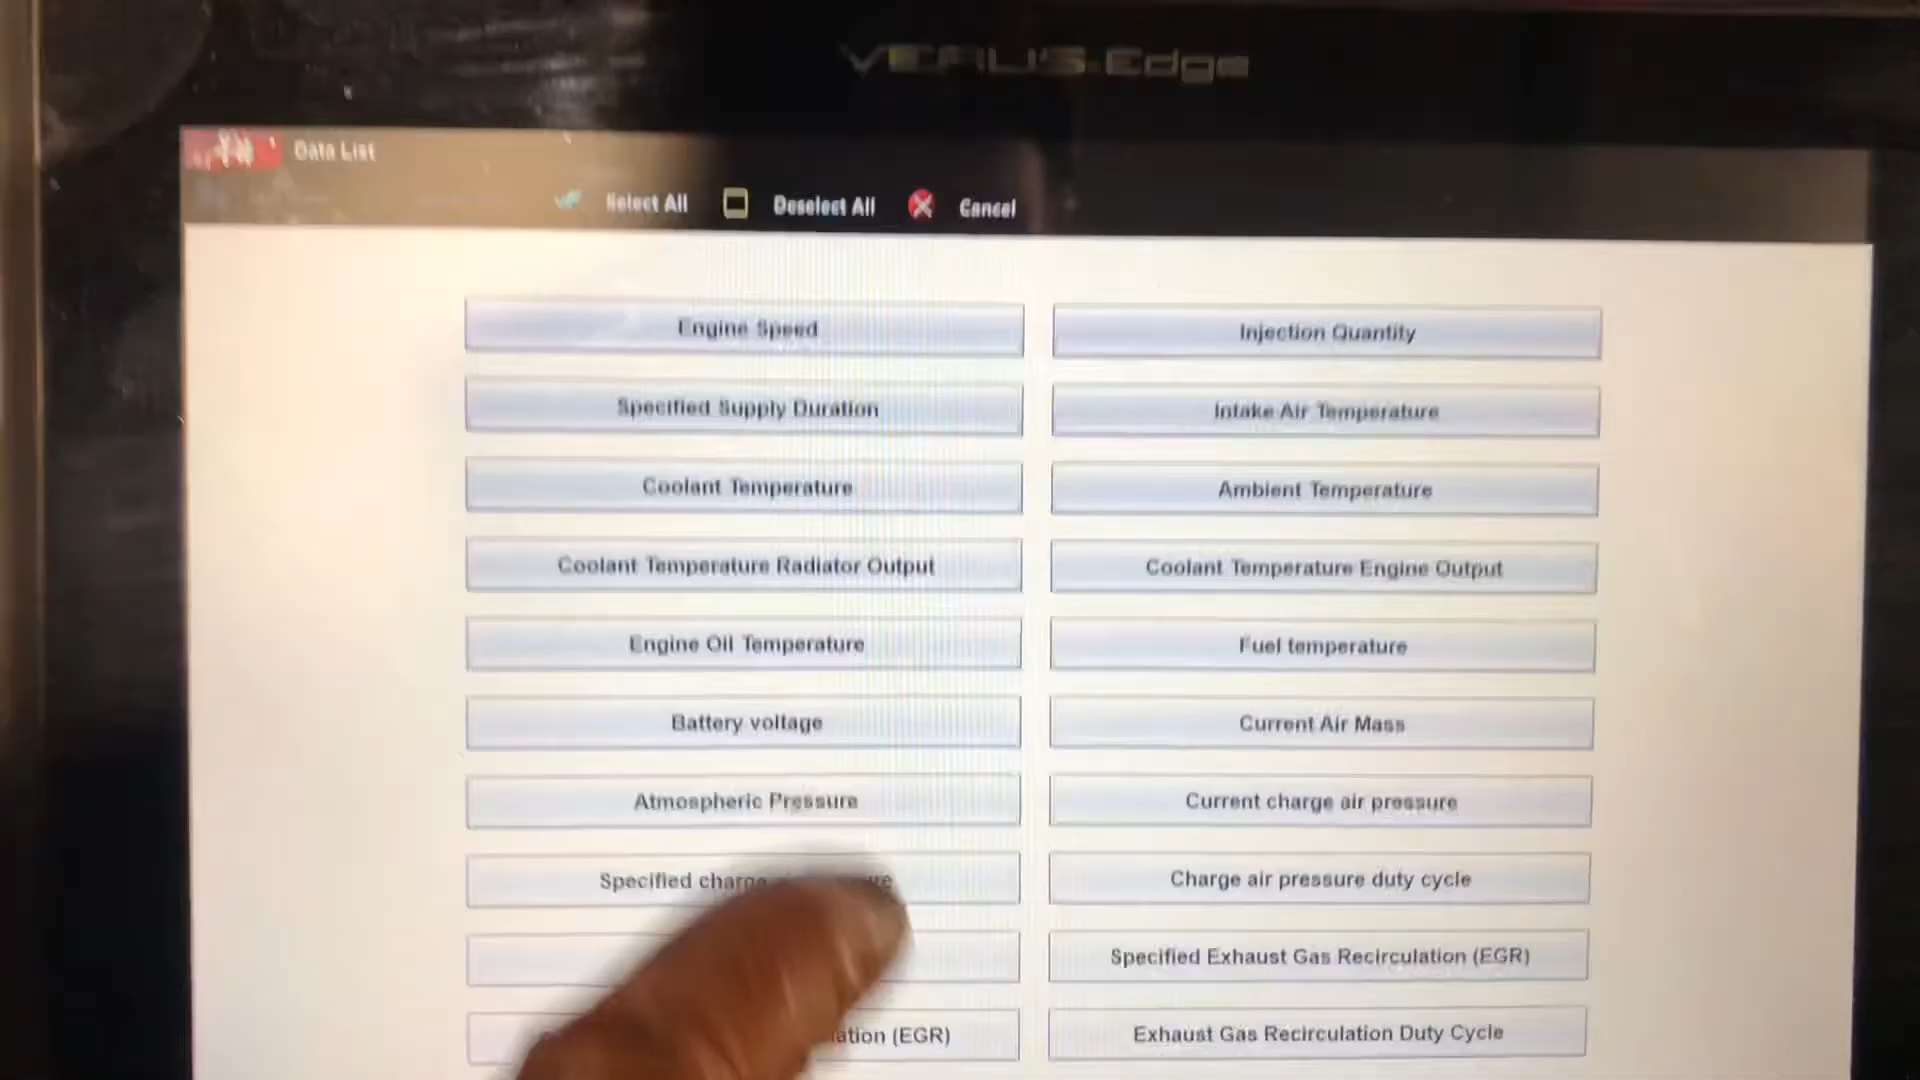 VERUS Edge
Data List
Select All Deselect All Cancel
Engine Speed Injection Quantity
Specified Supply Duration Intake Air Temperature
Coolant Temperature Ambient Temperature
Coolant Temperature Radiator Output Coolant Temperature Engine Output
Engine Oil Temperature Fuel temperature
Battery voltage Current Air Mass
Atmospheric Pressure Current charge air pressure
Specified charge Charge air pressure duty cycle
Specified Exhaust Gas Recirculation (EGR)
(EGR) Exhaust Gas Recirculation Duty Cycle